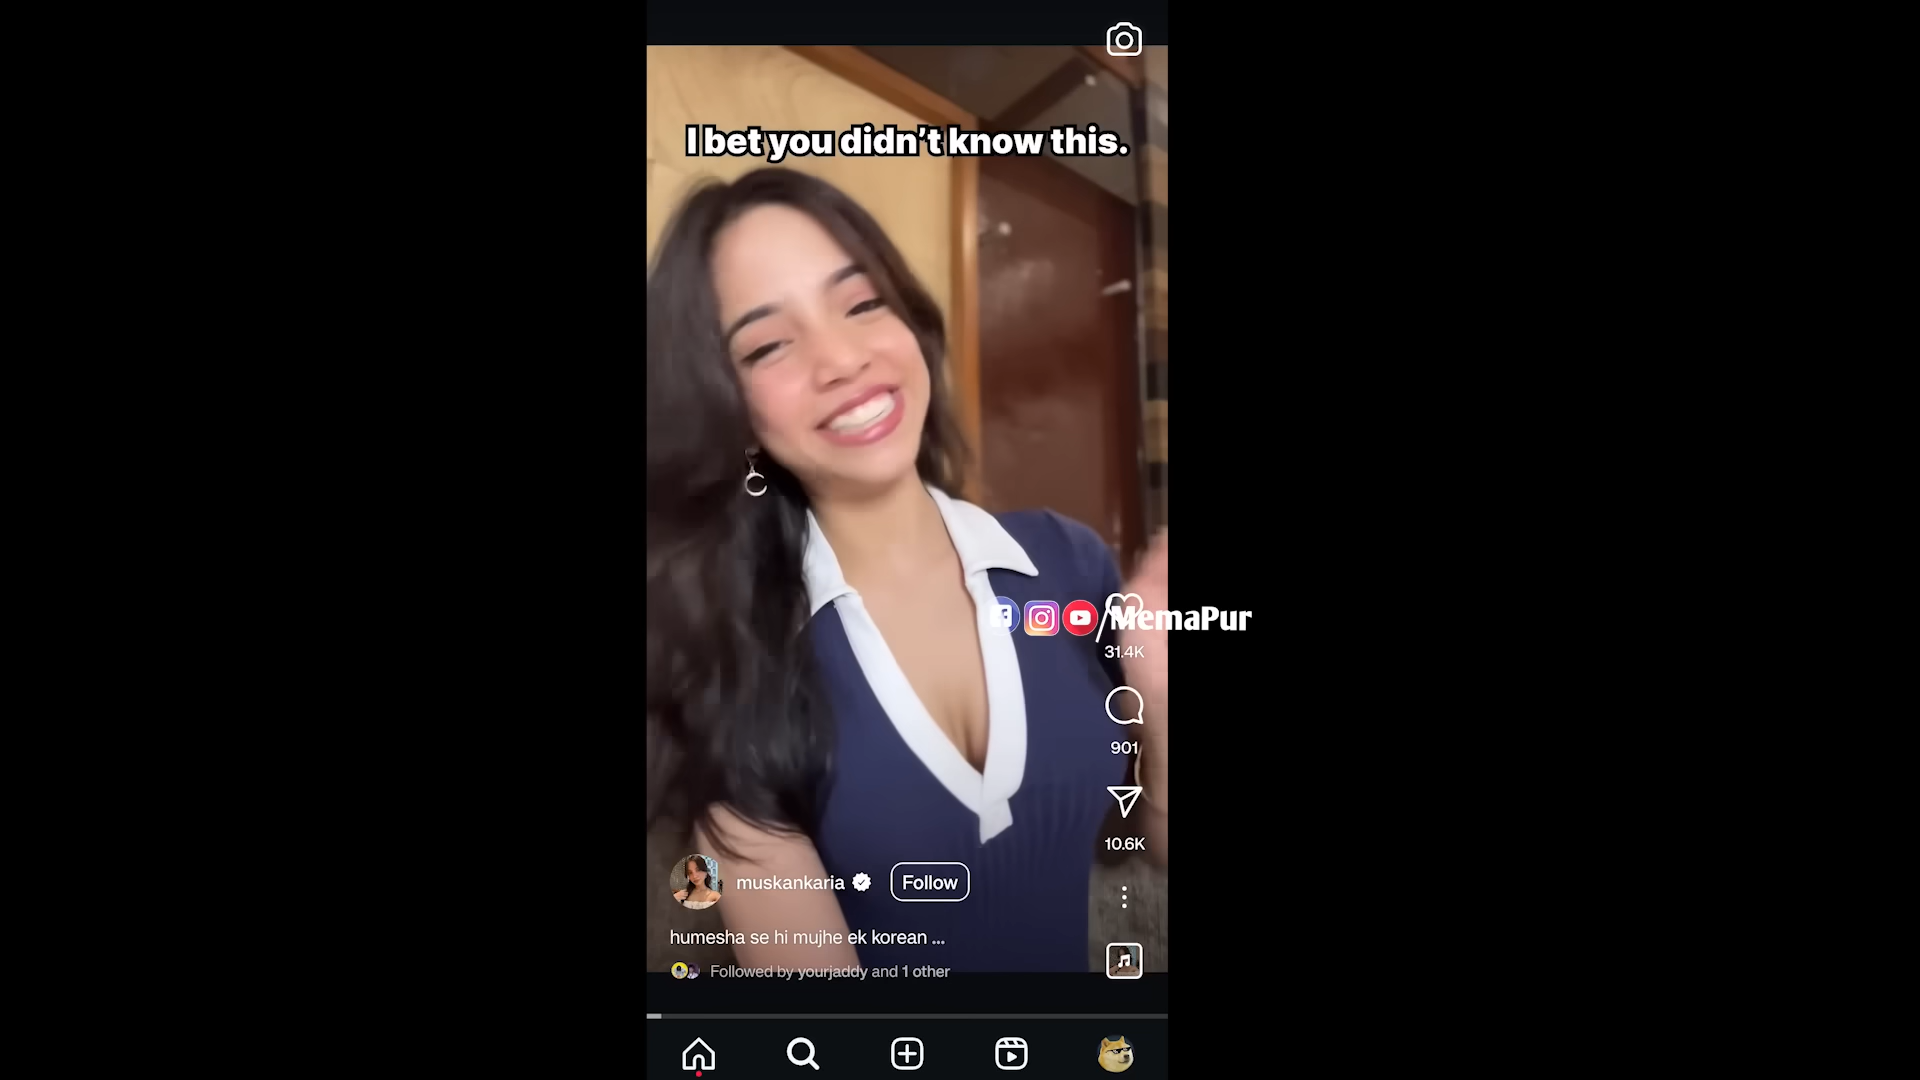 I bet you didn't know this.
/MemaPur
31.4K
901
10.6K
muskankaria
Follow
humesha se hi mujhe ek korean ...
Followed by yourjaddy and 1 other